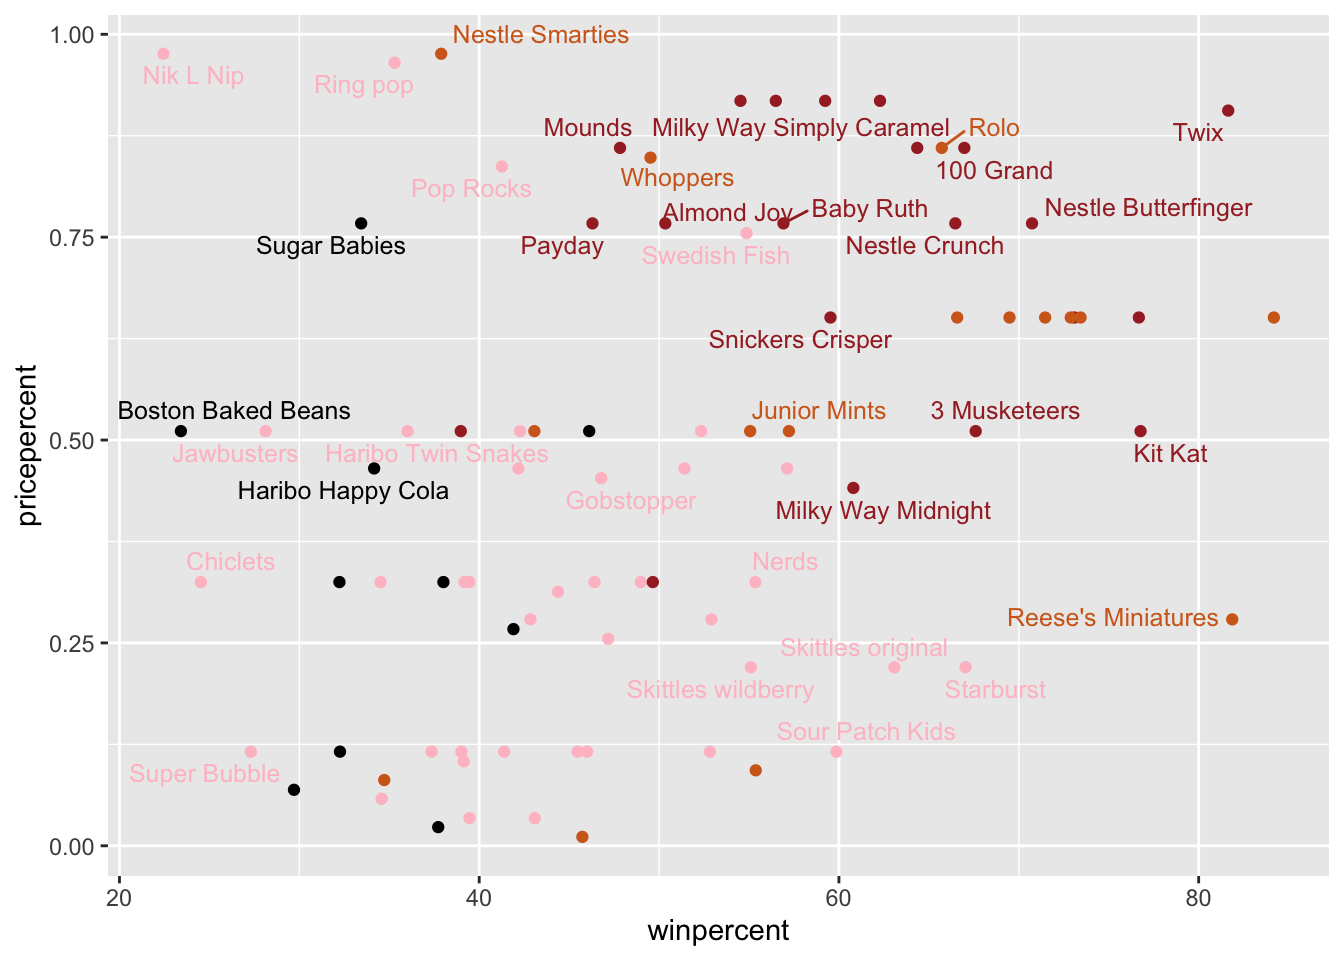 1.00
Nestle Smarties
Nik L Nip
Ring pop
Mounds
Milky Way Simply Caramel
Rolo
Twix
100 Grand
Whoppers
Pop Rocks
Almond Joy
Baby Ruth
Nestle Butterfinger
0.75
Sugar Babies
Payday
Nestle Crunch
Swedish Fish
Snickers Crisper
pricepercent
Boston Baked Beans
Junior Mints
3 Musketeers
0.50
Jawbusters
Haribo Twin Snakes
Kit Kat
Haribo Happy Cola
Gobstopper
Milky Way Midnight
Chiclets
Nerds
Reese's Miniatures
0.25
Skittles original
Skittles wildberry
Starburst
Sour Patch Kids
Super Bubble
0.00
20
40
60
80
winpercent